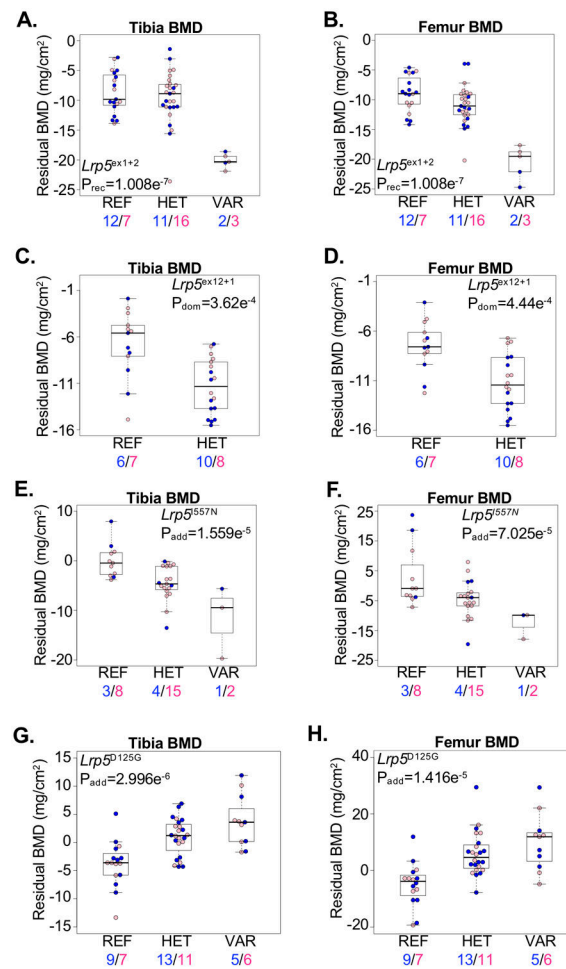 A.
Tibia BMD
Residual BMD (mg/cm²)
0
-5
-10
-15
-20
-25
Lrp5ex1+2
Prec=1.008e-7
REF HET VAR
12/7 11/16 2/3
B.
Femur BMD
Residual BMD (mg/cm²)
0
-5
-10
-15
-20
-25
Lrp5ex1+2
Prec=1.008e-7
REF HET VAR
12/7 11/16 2/3
C.
Tibia BMD
Residual BMD (mg/cm²)
-1
-6
-11
-16
Lrp5ex12+1
Pdom=3.62e-4
REF HET
6/7 10/8
D.
Femur BMD
Residual BMD (mg/cm²)
-1
-6
-11
-16
Lrp5ex12+1
Pdom=4.44e-4
REF HET
6/7 10/8
E.
Tibia BMD
Residual BMD (mg/cm²)
10
0
-10
-20
Lrp5I557N
Padd=1.559e-5
REF HET VAR
3/8 4/15 1/2
F.
Femur BMD
Residual BMD (mg/cm²)
25
15
5
-5
-15
-25
Lrp5I557N
Padd=7.025e-5
REF HET VAR
3/8 4/15 1/2
G.
Tibia BMD
Residual BMD (mg/cm²)
15
10
5
0
-5
-10
-15
Lrp5D125G
Padd=2.996e-6
REF HET VAR
9/7 13/11 5/6
H.
Femur BMD
Residual BMD (mg/cm²)
40
20
0
-20
Lrp5D125G
Padd=1.416e-5
REF HET VAR
9/7 13/11 5/6